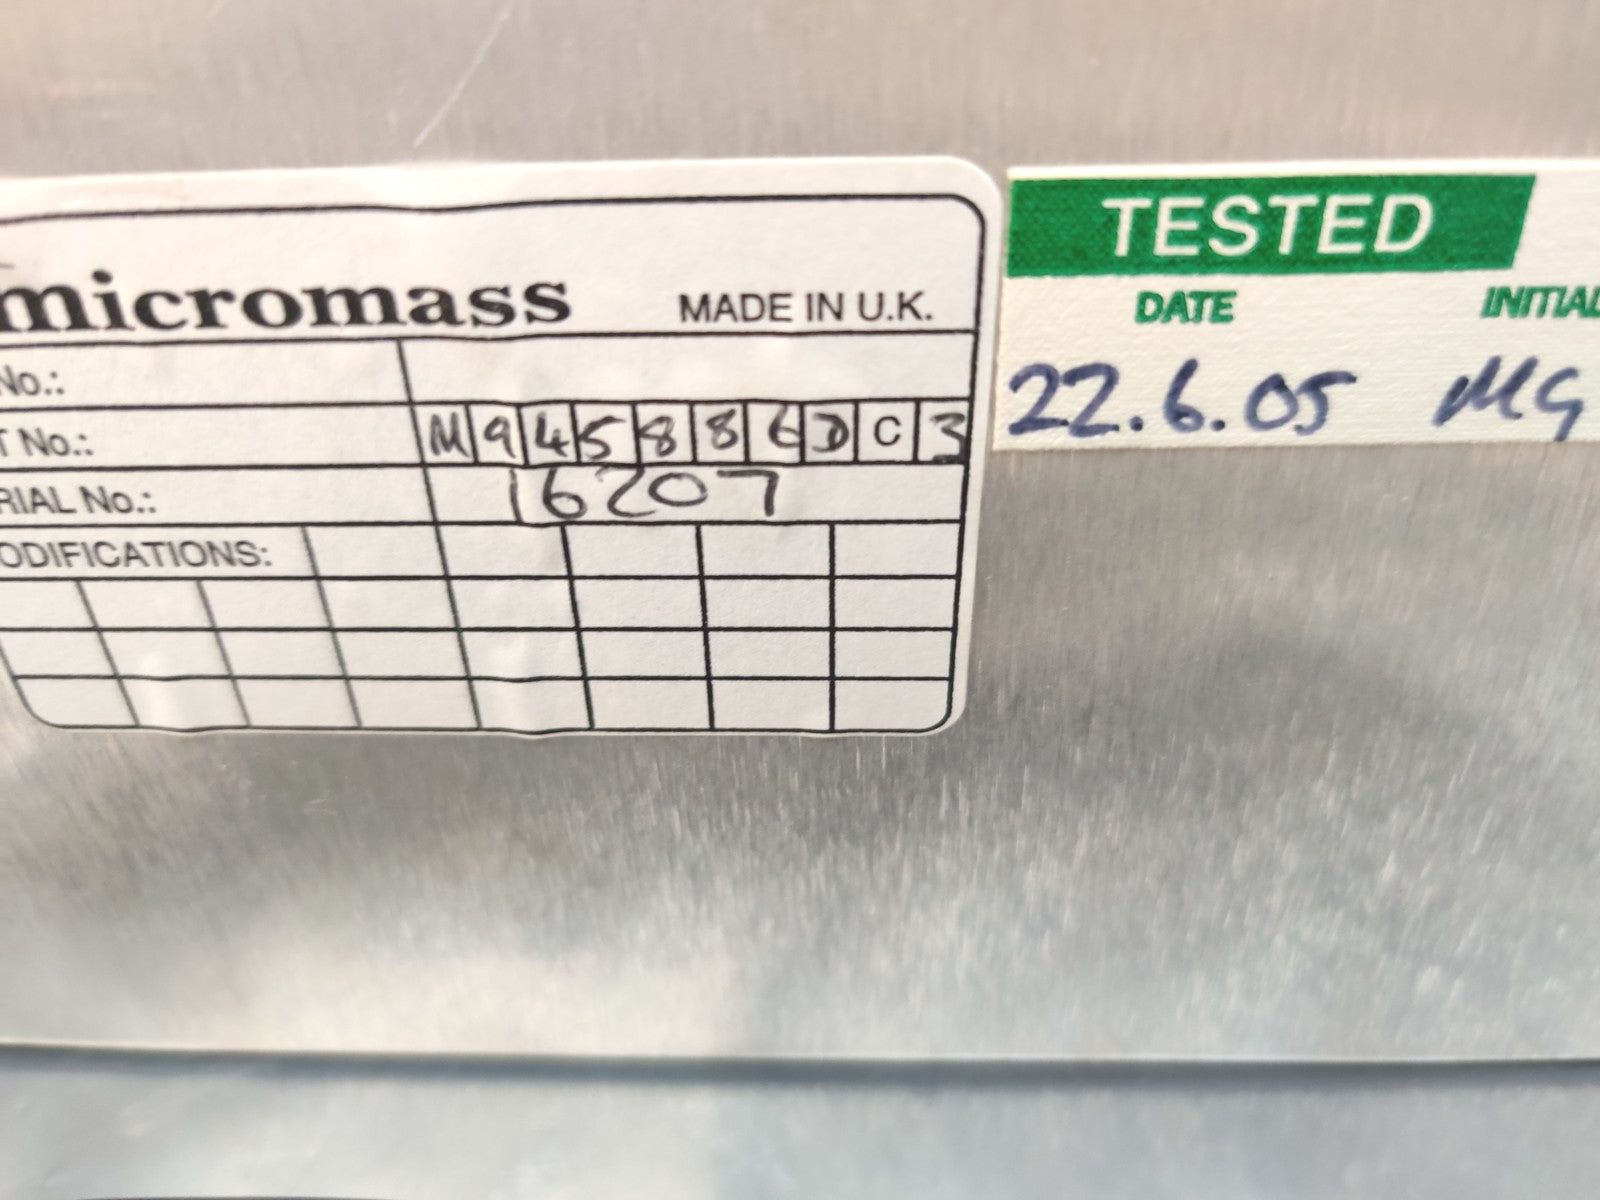 micromass MADE IN U.K.
No.:
T No.: M945886DC3
RIAL No.: 16207
ODIFICATIONS:
TESTED
DATE INITIAL
22.6.05 MG